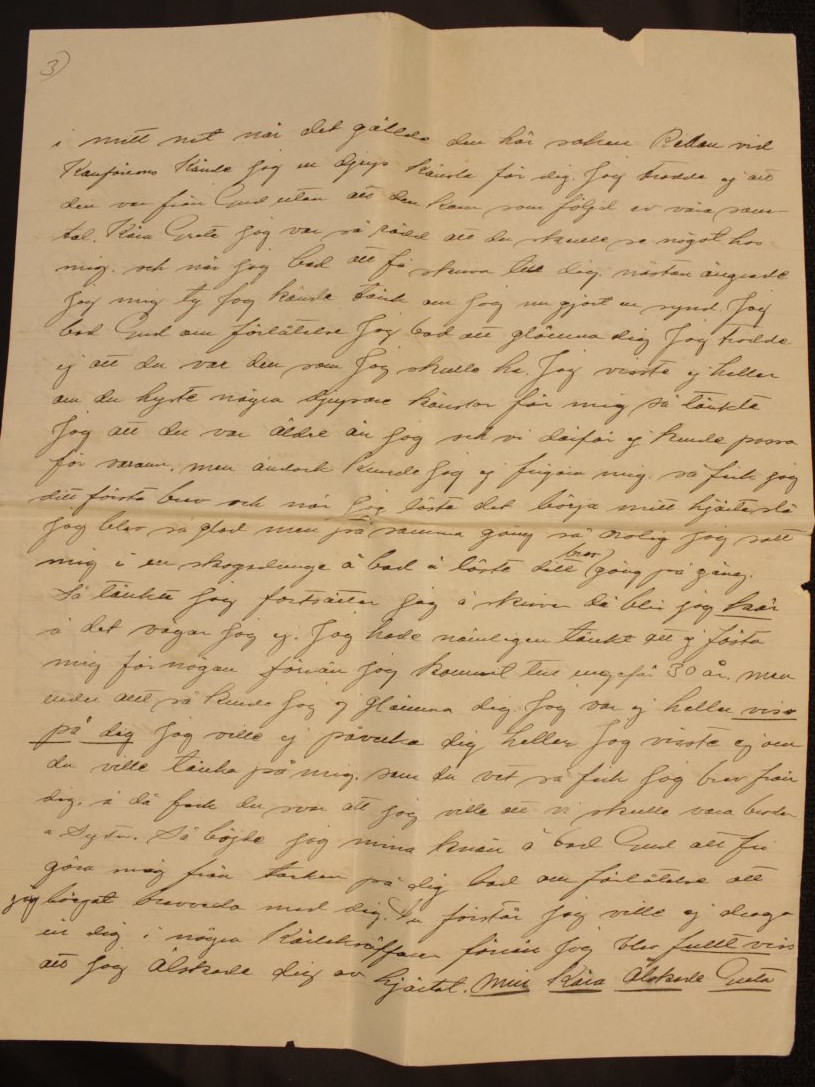 3)
i mitt mot när det gällde den här saken Redan vid
Konferens kände jag en djup känsla för dig. Jag trodde ej att
den var från Gud utan att den kom som följd av våra sam-
tal. Kära Greta jag var så rädd att du skulle se något hos
mig. och när jag bad att få skriva till dig nästan ångrade
jag mig ty jag kände tänk om jag nu gjort en synd. Jag
bad Gud om förlåtelse Jag bad att glömma dig Jag trodde
ej att du var den som jag skulle ha. Jag visste ej heller
om du hyste några djupare känslor för mig så tänkte
jag att du var äldre än jag och vi därför ej kunde passa
för varann, men ändock kunde jag ej frigöra mig. så fick jag
ditt första brev och när jag läste det börja mitt hjärta slå
jag blev så glad men på samma gång så orolig jag satt
mig i en skogsdunge å bad å läste ditt brev gång på gång.
Så tänkte jag fortsätter jag å skriva då blir jag kär
å det vågar jag ej. Jag hade nämligen tänkt att ej fästa
mig för nogon förrän jag kommit till ungefär 30 år, men
under allt så kunde jag ej glömma dig. Jag var ej heller viss
på dig jag ville ej påverka dig heller Jag visste ej om
du ville tänka på mig. som du vet så fick jag brev från
dig. å då fick du svar att jag ville att vi skulle vara broder
o Syster. Så böjde jag mina knän å bad Gud att fri
göra mig från tanken på dig bad om förlåtelse att
jag börjat brevväxla med dig. Du förstår jag ville ej draga
in dig i några Kärleksaffärer förrän jag blev fullt viss
att jag Älskade dig av hjärtat. Min Kära Älskade Greta